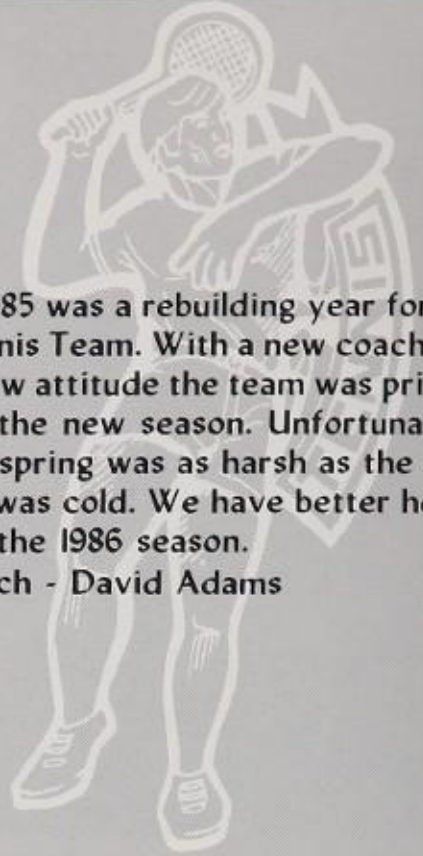 85 was a rebuilding year for
nis Team. With a new coach
w attitude the team was pri
the new season. Unfortuna
spring was as harsh as the
was cold. We have better h
the 1986 season.
ch - David Adams